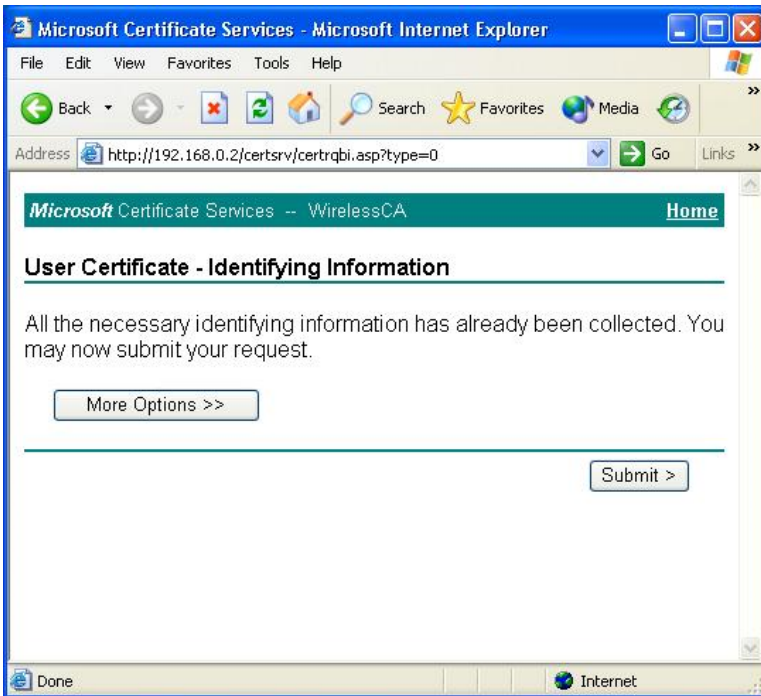 Microsoft Certificate Services - Microsoft Internet Explorer
File Edit View Favorites Tools Help
Back Search Favorites Media »
Address http://192.168.0.2/certsrv/certrqbi.asp?type=0 Go Links »
Microsoft Certificate Services -- WirelessCA Home
User Certificate - Identifying Information
All the necessary identifying information has already been collected. You
may now submit your request.
More Options >>
Submit >
Done Internet